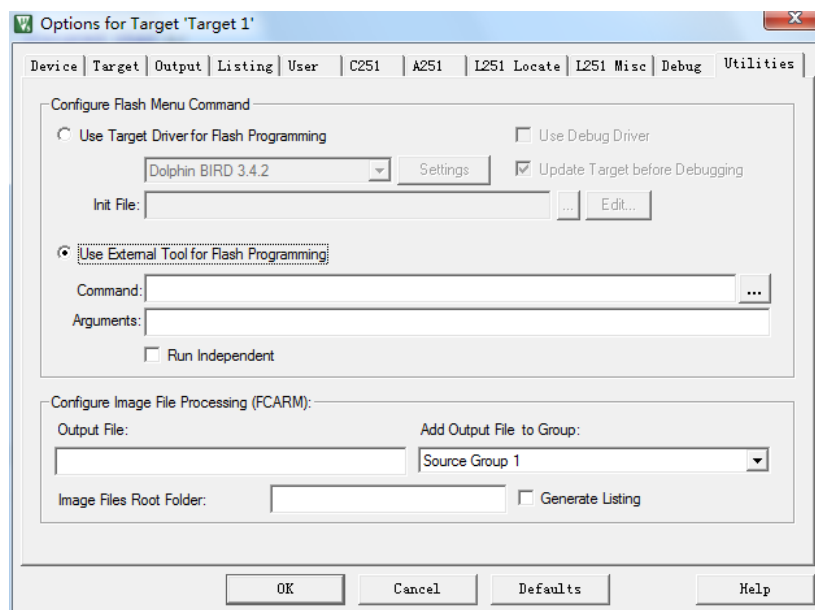 Options for Target 'Target 1'
Device Target Output Listing User C251 A251 L251 Locate L251 Misc Debug Utilities
Configure Flash Menu Command
Use Target Driver for Flash Programming Use Debug Driver
Dolphin BIRD 3.4.2 Settings Update Target before Debugging
Init File: ... Edit...
Use External Tool for Flash Programming
Command: ...
Arguments:
Run Independent
Configure Image File Processing (FCARM):
Output File: Add Output File to Group:
Source Group 1
Image Files Root Folder: Generate Listing
OK Cancel Defaults Help